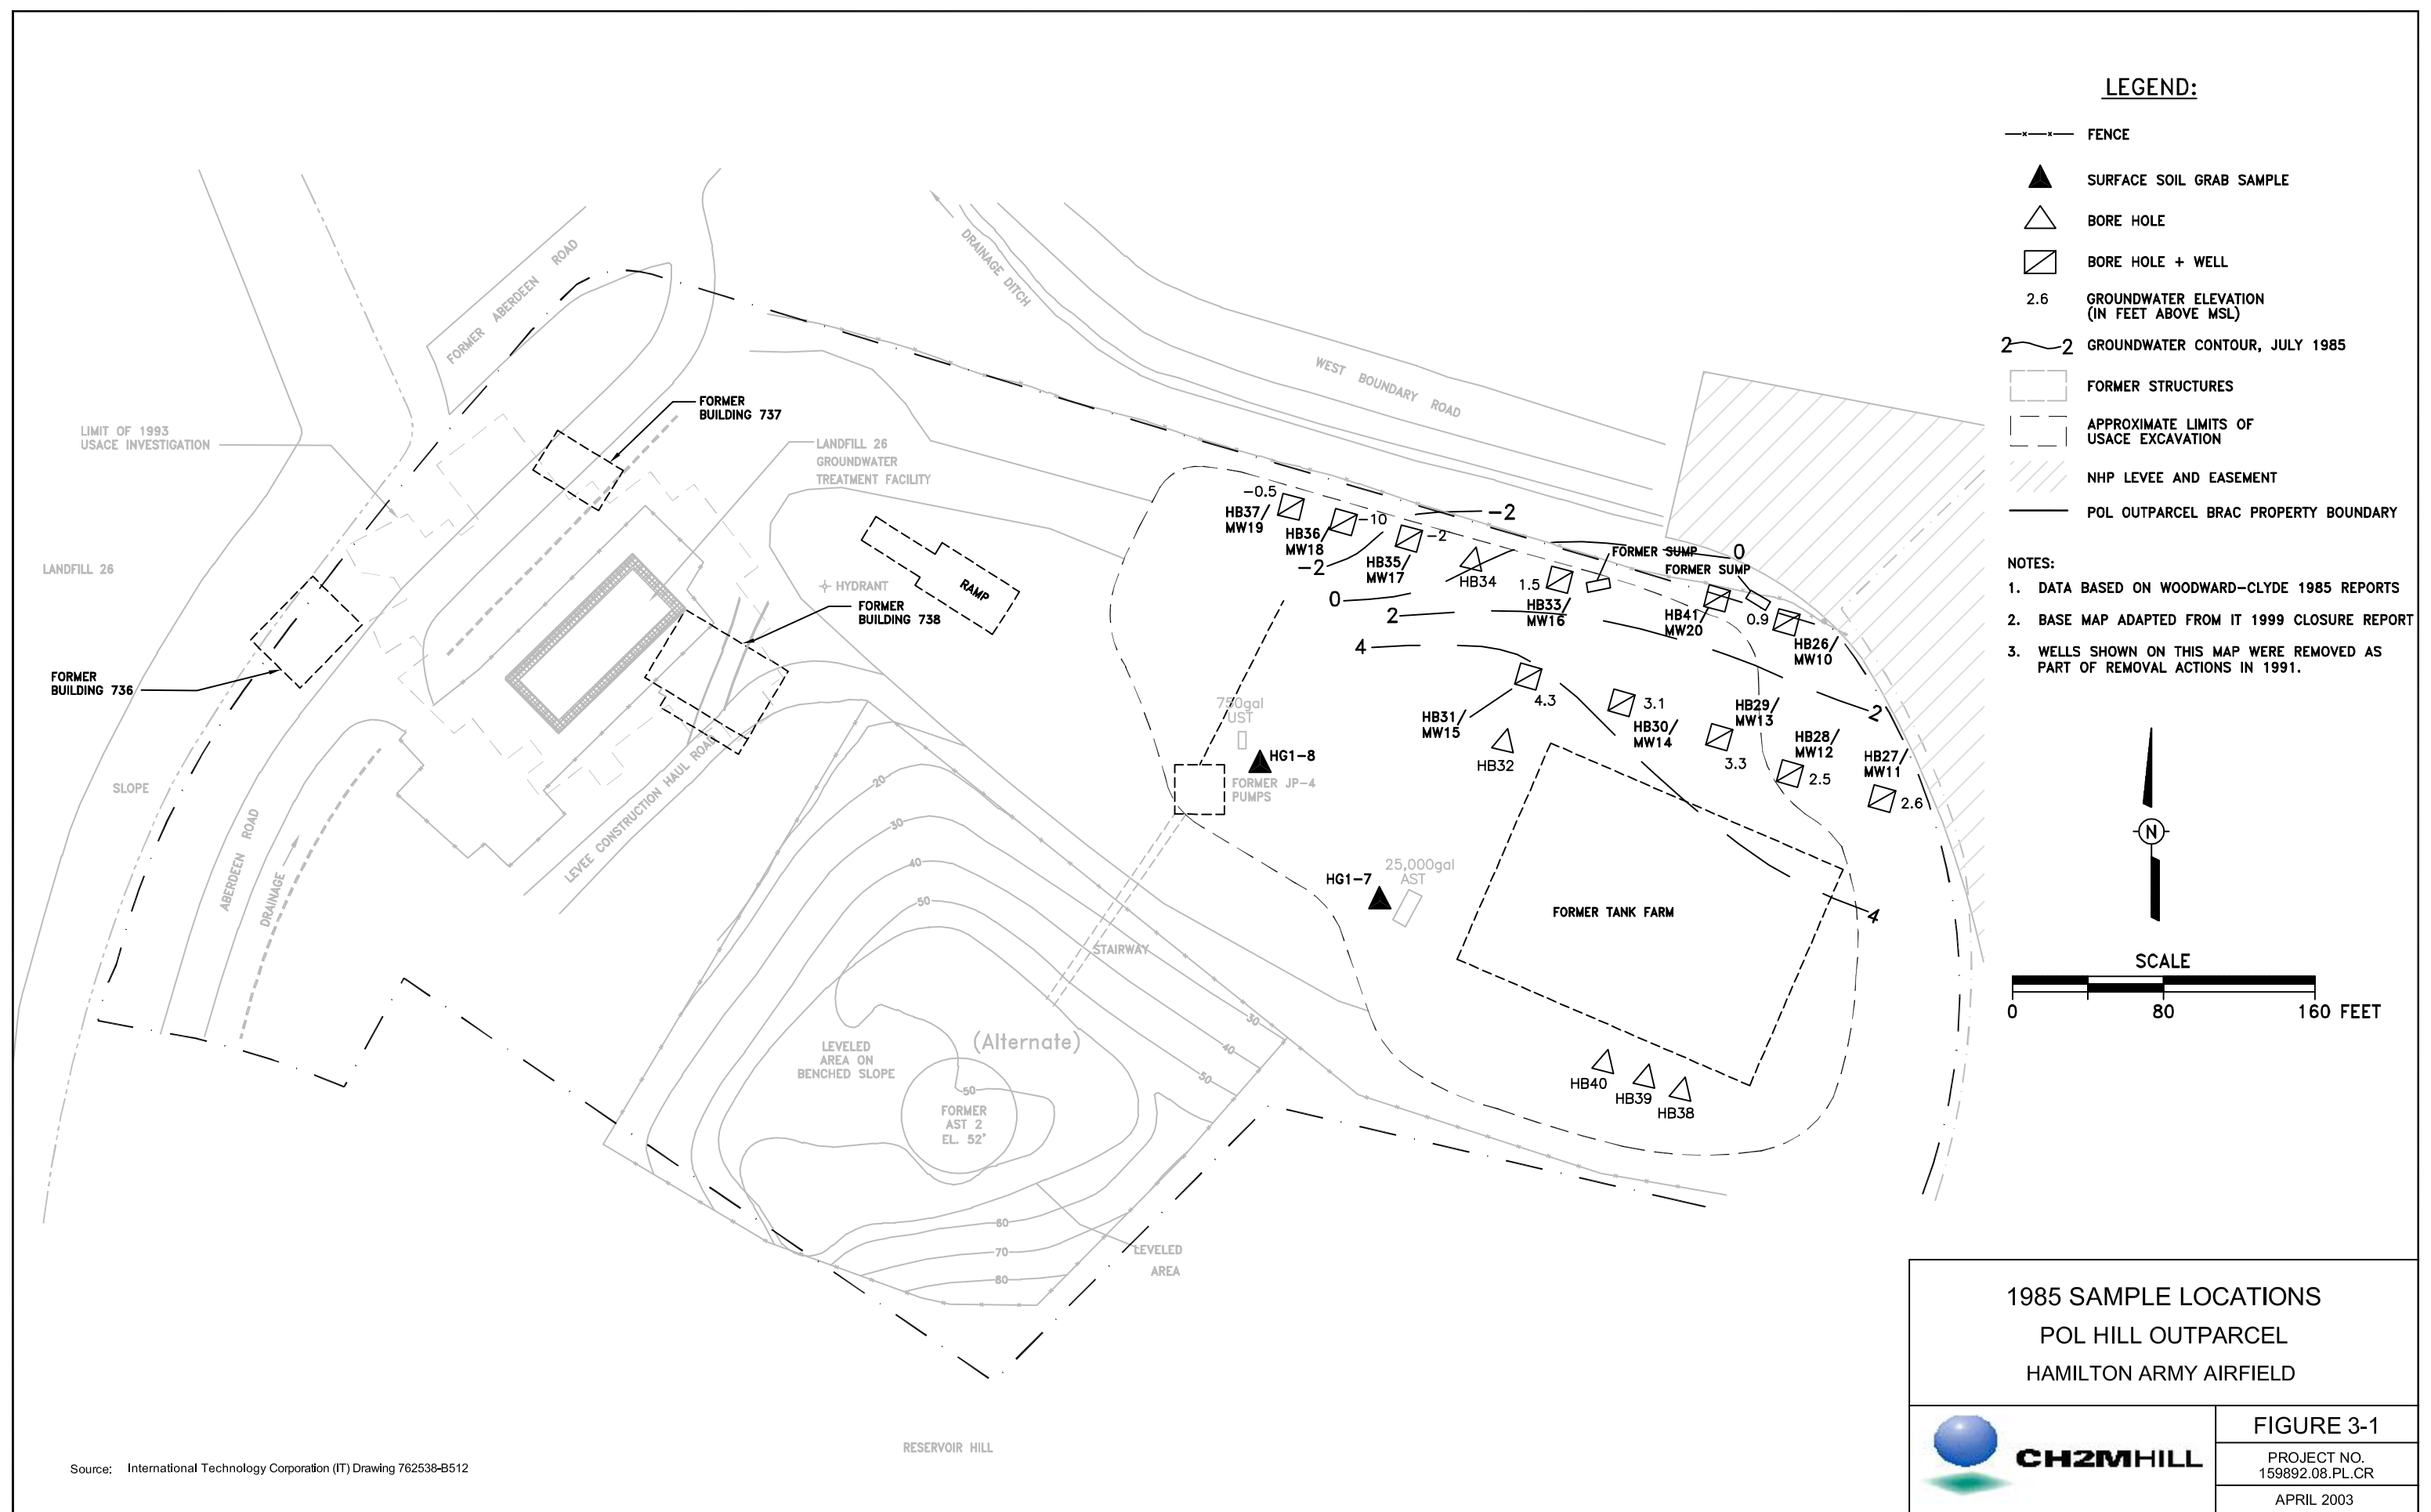 LEGEND:
FENCE
SURFACE SOIL GRAB SAMPLE
BORE HOLE
BORE HOLE + WELL
2.6 GROUNDWATER ELEVATION
(IN FEET ABOVE MSL)
2 2 GROUNDWATER CONTOUR, JULY 1985
FORMER STRUCTURES
APPROXIMATE LIMITS OF
USACE EXCAVATION
NHP LEVEE AND EASEMENT
POL OUTPARCEL BRAC PROPERTY BOUNDARY
NOTES:
1. DATA BASED ON WOODWARD-CLYDE 1985 REPORTS
2. BASE MAP ADAPTED FROM IT 1999 CLOSURE REPORT
3. WELLS SHOWN ON THIS MAP WERE REMOVED AS
PART OF REMOVAL ACTIONS IN 1991.
N
SCALE
0 80 160 FEET
FORMER ABERDEEN ROAD
DRAINAGE DITCH
WEST BOUNDARY ROAD
FORMER
BUILDING 737
LIMIT OF 1993
USACE INVESTIGATION
LANDFILL 26
GROUNDWATER
TREATMENT FACILITY
LANDFILL 26
HYDRANT
RAMP
FORMER
BUILDING 738
FORMER
BUILDING 736
SLOPE
ABERDEEN ROAD
DRAINAGE
LEVEE CONSTRUCTION HAUL ROAD
-0.5
HB37/
MW19
-10
HB36/
MW18
-2
HB35/
MW17
-2
-2
HB34
FORMER SUMP
0
FORMER SUMP
1.5
HB33/
MW16
0
2
4
HB41/
MW20
0.9
HB26/
MW10
4.3
HB31/
MW15
3.1
HB30/
MW14
HB29/
MW13
3.3
HB28/
MW12
2.5
HB27/
MW11
2.6
2
HB32
750gal
UST
HG1-8
FORMER JP-4
PUMPS
25,000gal
AST
HG1-7
FORMER TANK FARM
4
20
30
40
50
STAIRWAY
30
40
50
(Alternate)
LEVELED
AREA ON
BENCHED SLOPE
50
FORMER
AST 2
EL. 52'
60
70
80
LEVELED
AREA
HB40
HB39
HB38
RESERVOIR HILL
Source: International Technology Corporation (IT) Drawing 762538-B512
1985 SAMPLE LOCATIONS
POL HILL OUTPARCEL
HAMILTON ARMY AIRFIELD
CH2MHILL
FIGURE 3-1
PROJECT NO.
159892.08.PL.CR
APRIL 2003